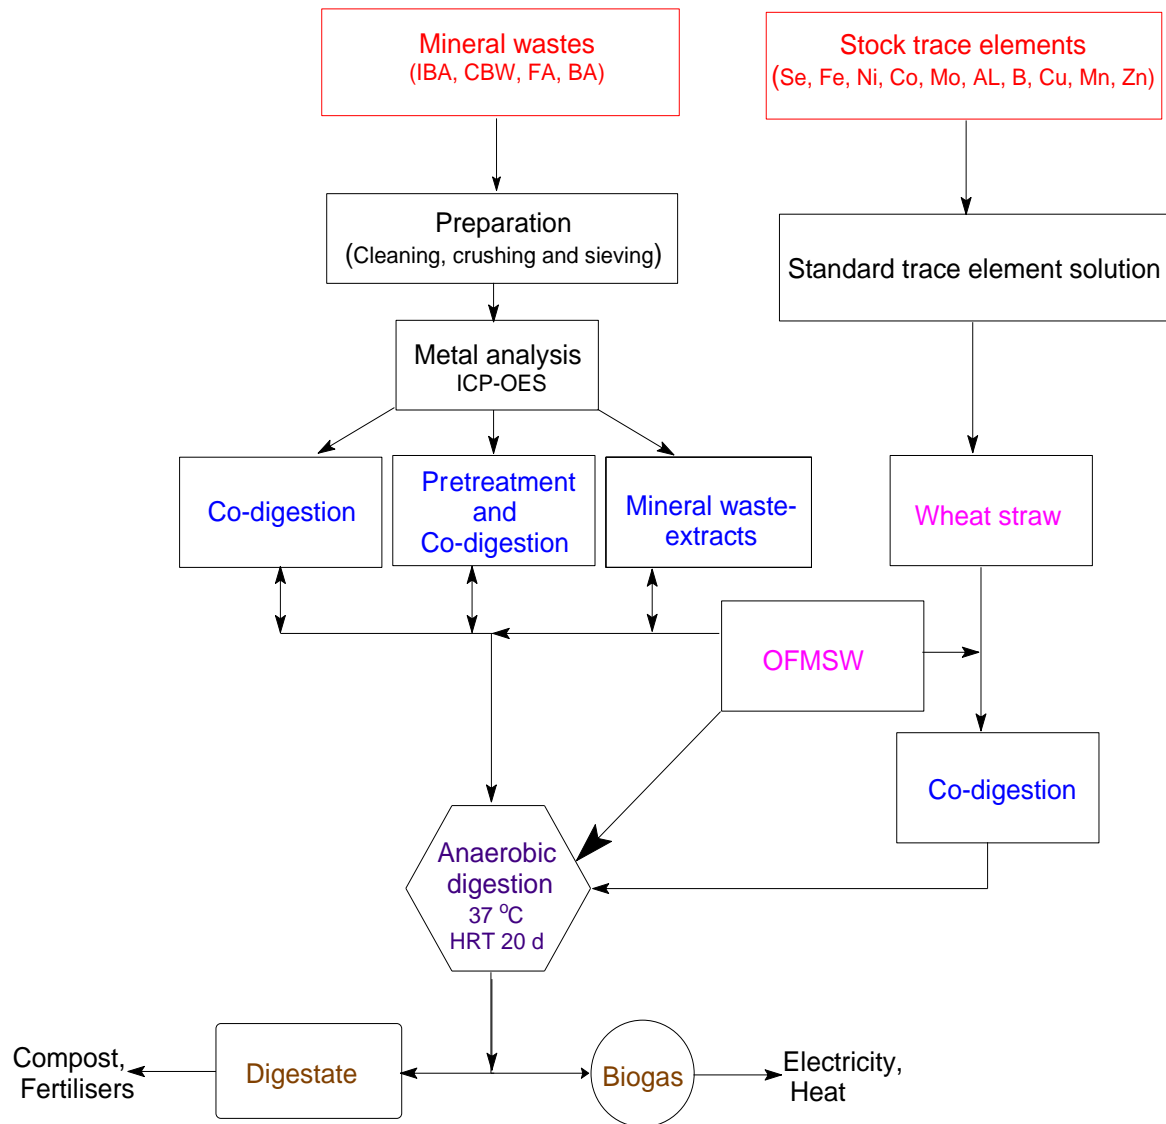 Mineral wastes
(IBA, CBW, FA, BA)
Stock trace elements
(Se, Fe, Ni, Co, Mo, AL, B, Cu, Mn, Zn)
Preparation
(Cleaning, crushing and sieving)
Standard trace element solution
Metal analysis
ICP-OES
Co-digestion
Pretreatment
and
Co-digestion
Mineral waste-
extracts
Wheat straw
OFMSW
Co-digestion
Anaerobic
digestion
37 °C
HRT 20 d
Compost,
Fertilisers
Digestate
Biogas
Electricity,
Heat